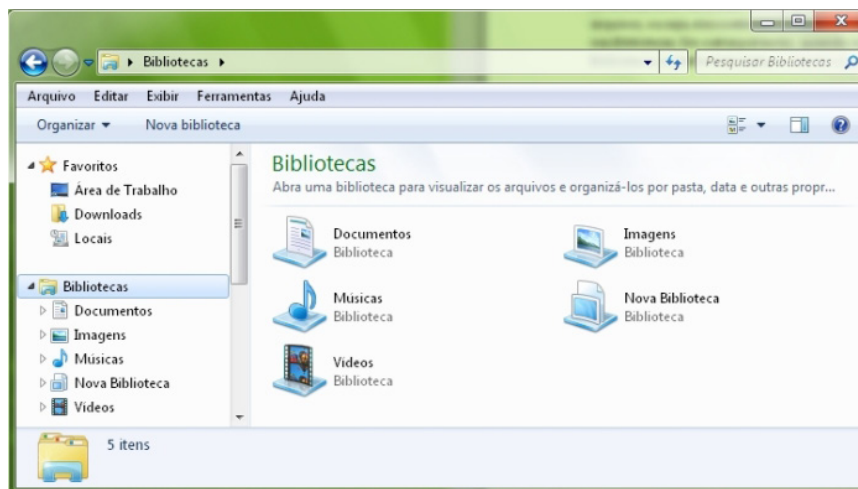 Bibliotecas
Pesquisar Bibliotecas
Arquivo Editar Exibir Ferramentas Ajuda
Organizar Nova biblioteca
Favoritos
Área de Trabalho
Downloads
Locais
Bibliotecas
Documentos
Imagens
Músicas
Nova Biblioteca
Vídeos
Bibliotecas
Abra uma biblioteca para visualizar os arquivos e organizá-los por pasta, data e outras propr...
Documentos
Biblioteca
Imagens
Biblioteca
Músicas
Biblioteca
Nova Biblioteca
Biblioteca
Vídeos
Biblioteca
5 itens